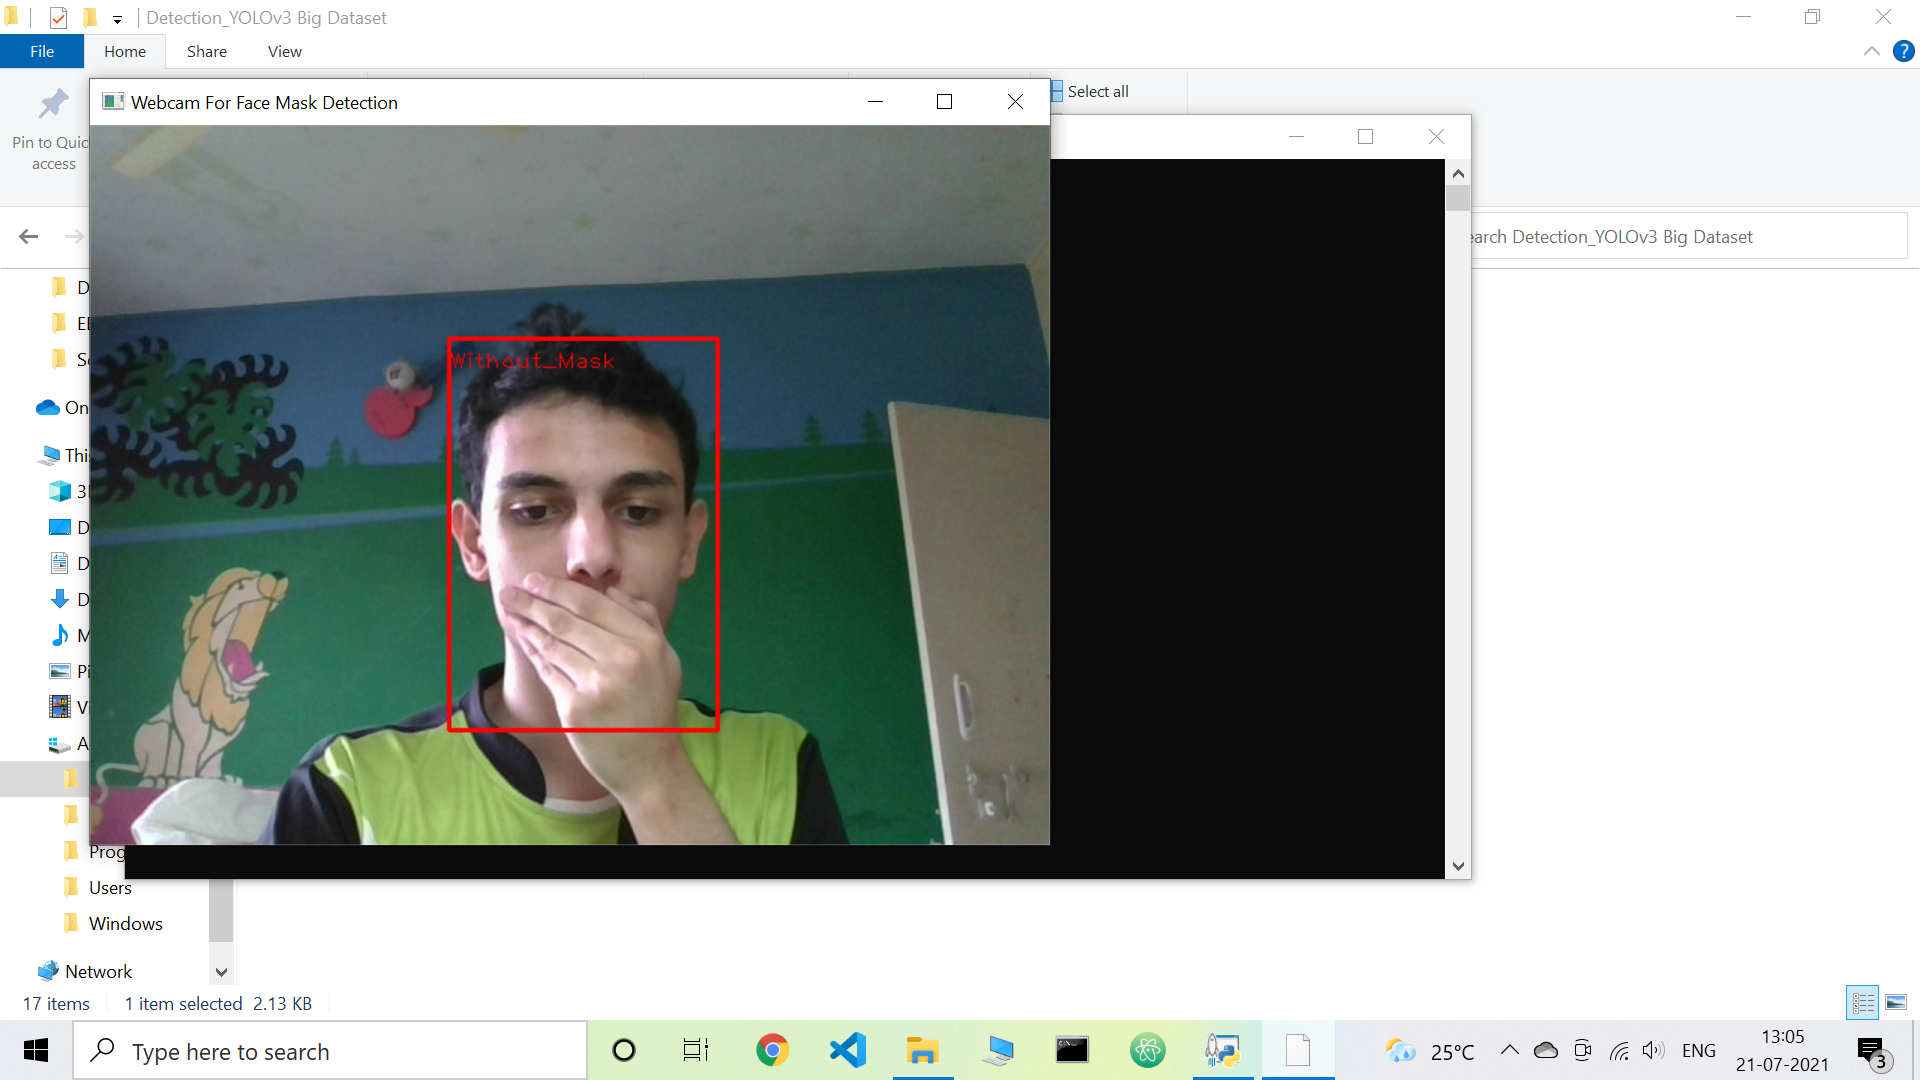 Detection_YOLOv3 Big Dataset
File Home Share View
Pin to Quic
access
Select all
Webcam For Face Mask Detection
earch Detection_YOLOv3 Big Dataset
Without_Mask
D
On
Thi
D
D
D
M
Pi
A
Prog
Users
Windows
Network
17 items 1 item selected 2.13 KB
Type here to search
25°C
ENG
13:05
21-07-2021
3